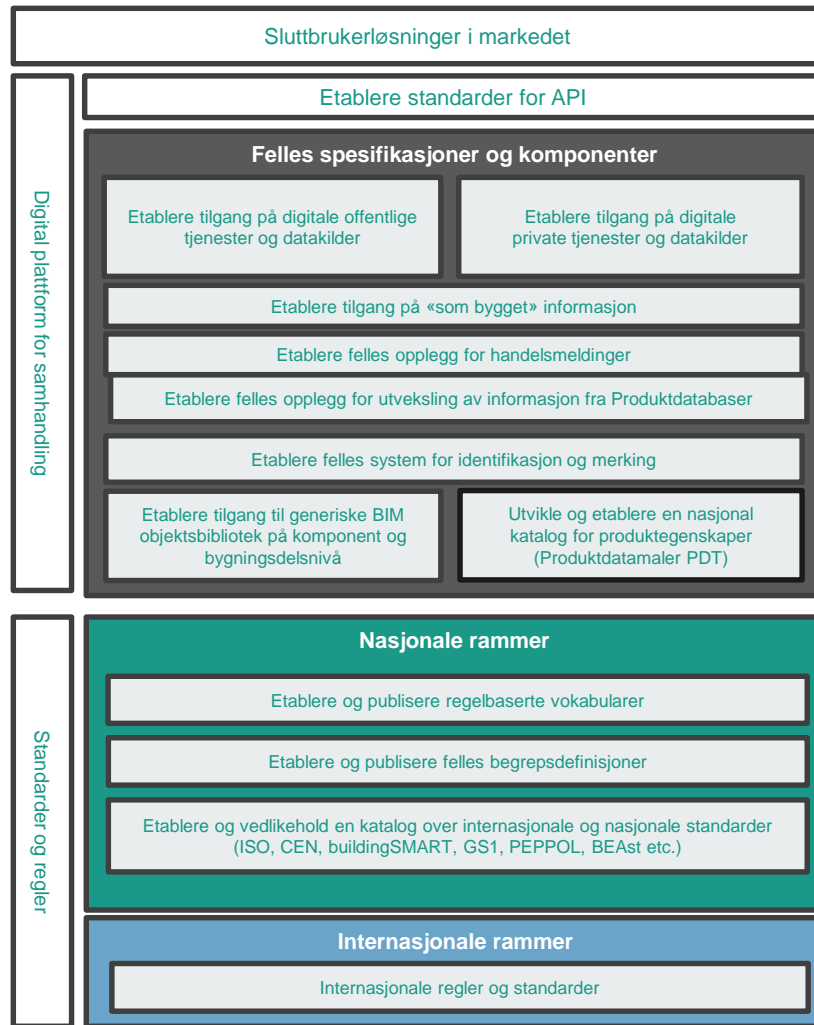 Sluttbrukerløsninger i markedet
Digital plattform for samhandling
Etablere standarder for API
Felles spesifikasjoner og komponenter
Etablere tilgang på digitale offentlige
tjenester og datakilder
Etablere tilgang på digitale
private tjenester og datakilder
Etablere tilgang på «som bygget» informasjon
Etablere felles opplegg for handelsmeldinger
Etablere felles opplegg for utveksling av informasjon fra Produktdatabaser
Etablere felles system for identifikasjon og merking
Etablere tilgang til generiske BIM
objektsbibliotek på komponent og
bygningsdelsnivå
Utvikle og etablere en nasjonal
katalog for produktegenskaper
(Produktdatamaler PDT)
Standarder og regler
Nasjonale rammer
Etablere og publisere regelbaserte vokabularer
Etablere og publisere felles begrepsdefinisjoner
Etablere og vedlikehold en katalog over internasjonale og nasjonale standarder
(ISO, CEN, buildingSMART, GS1, PEPPOL, BEAst etc.)
Internasjonale rammer
Internasjonale regler og standarder